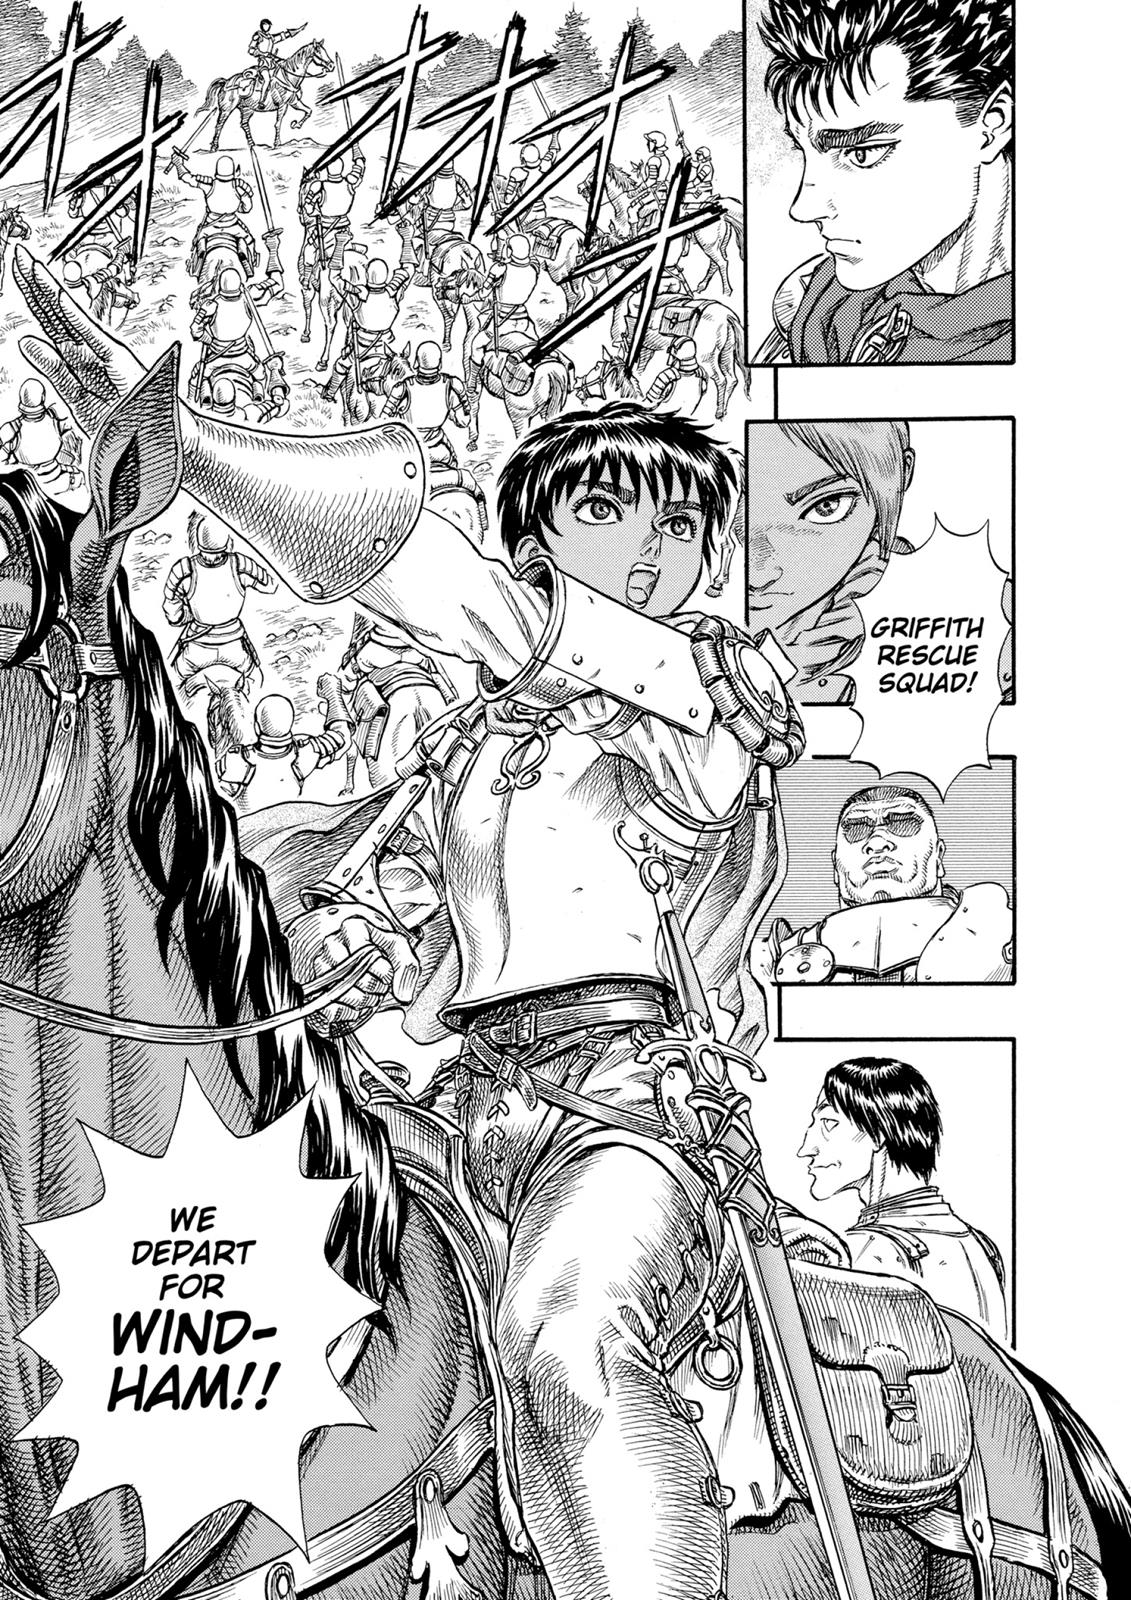 GRIFFITH
RESCUE
SQUAD!
オオオオオオ
WE
DEPART
FOR
WIND-
HAM!!